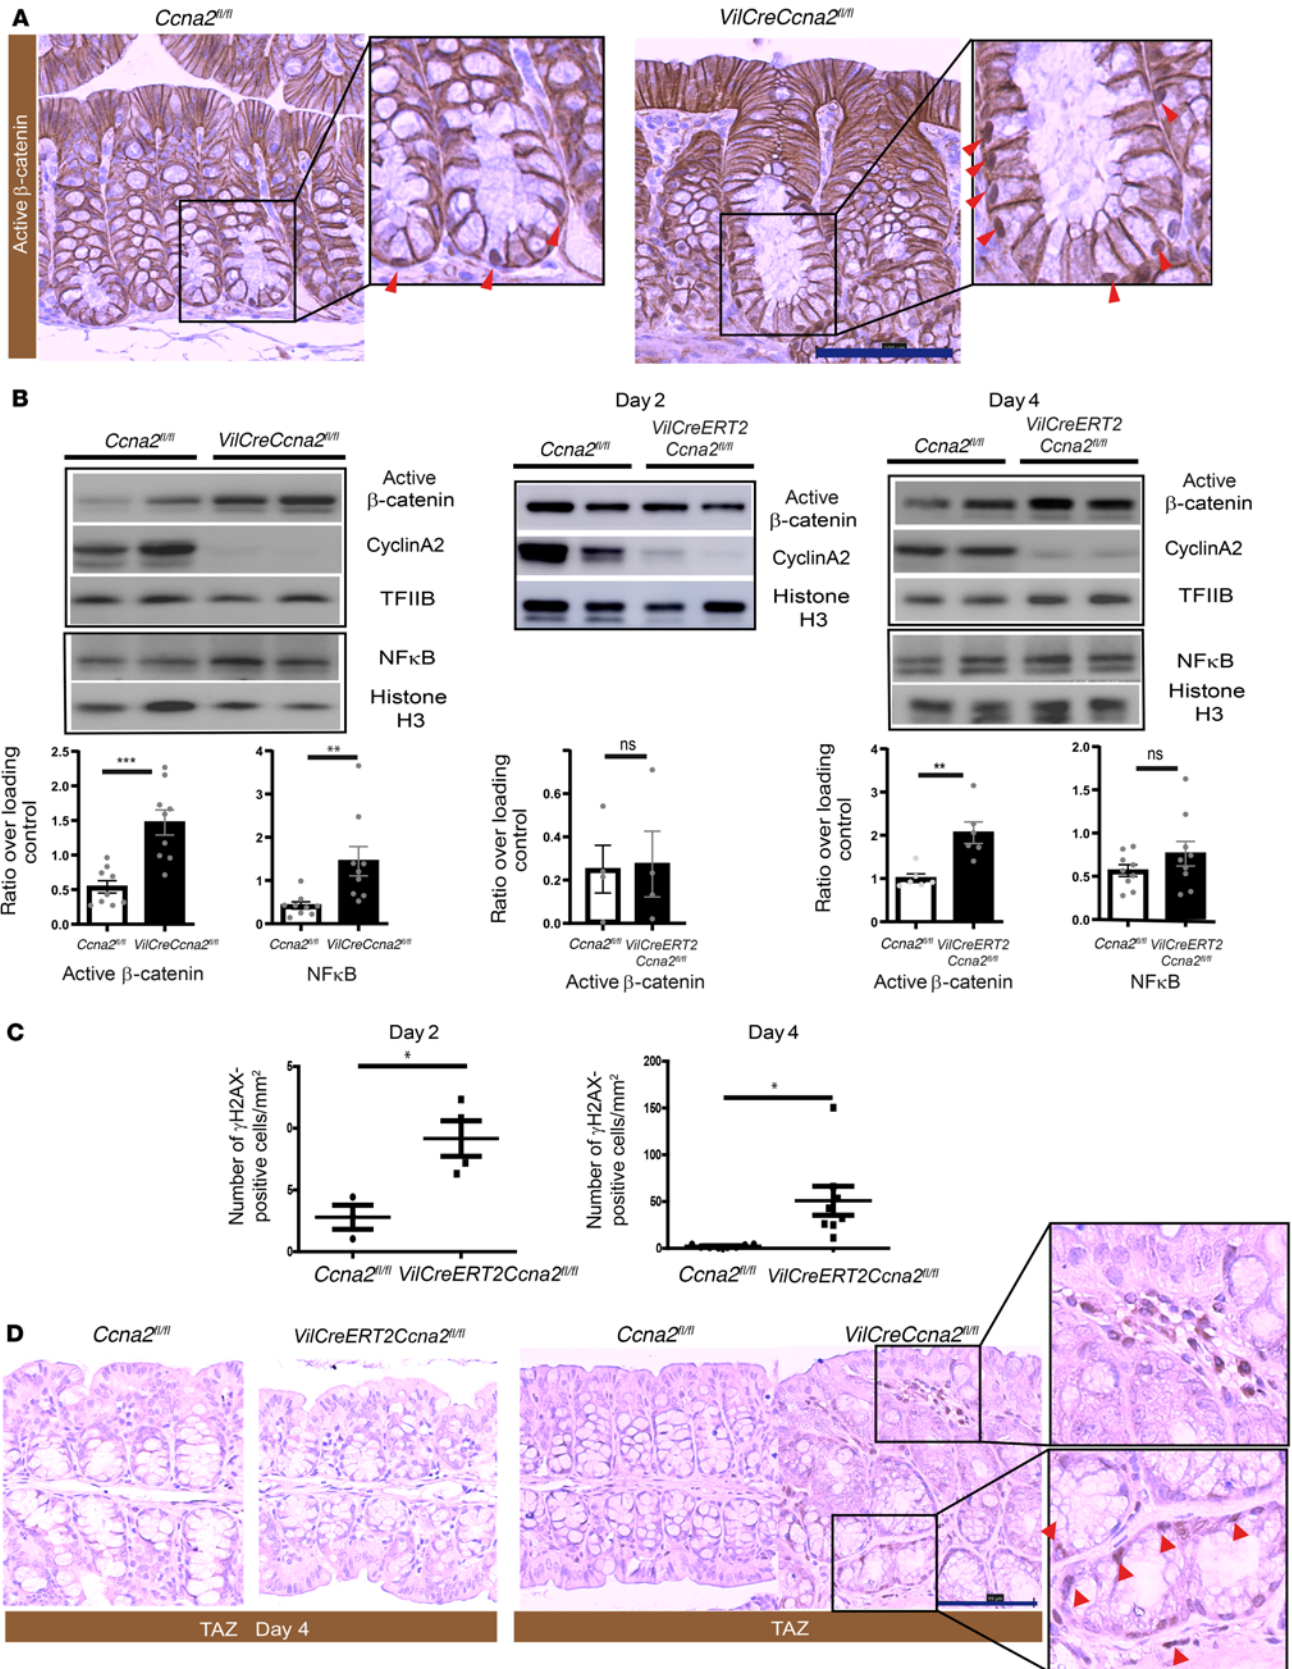 A
Ccna2fl/fl
VilCreCcna2fl/fl
Active β-catenin
B
Ccna2fl/fl
VilCreCcna2fl/fl
Active
β-catenin
CyclinA2
TFIIB
NFκB
Histone
H3
Day 2
Ccna2fl/fl
VilCreERT2
Ccna2fl/fl
Active
β-catenin
CyclinA2
Histone
H3
Day 4
Ccna2fl/fl
VilCreERT2
Ccna2fl/fl
Active
β-catenin
CyclinA2
TFIIB
NFκB
Histone
H3
Ratio over loading
control
2.5
2.0
1.5
1.0
0.5
0.0
***
Ccna2fl/fl
VilCreCcna2fl/fl
Active β-catenin
4
3
2
1
0
**
Ccna2fl/fl
VilCreCcna2fl/fl
NFκB
Ratio over loading
control
0.6
0.4
0.2
0.0
ns
Ccna2fl/fl
VilCreERT2
Ccna2fl/fl
Active β-catenin
Ratio over loading
control
4
3
2
1
0
**
Ccna2fl/fl
VilCreERT2
Ccna2fl/fl
Active β-catenin
2.0
1.5
1.0
0.5
0.0
ns
Ccna2fl/fl
VilCreERT2
Ccna2fl/fl
NFκB
C
Day 2
Number of γH2AX-
positive cells/mm2
5
0
5
0
*
Ccna2fl/fl
VilCreERT2Ccna2fl/fl
Day 4
Number of γH2AX-
positive cells/mm2
200
150
100
50
0
*
Ccna2fl/fl
VilCreERT2Ccna2fl/fl
D
Ccna2fl/fl
VilCreERT2Ccna2fl/fl
Ccna2fl/fl
VilCreCcna2fl/fl
TAZ Day 4
TAZ